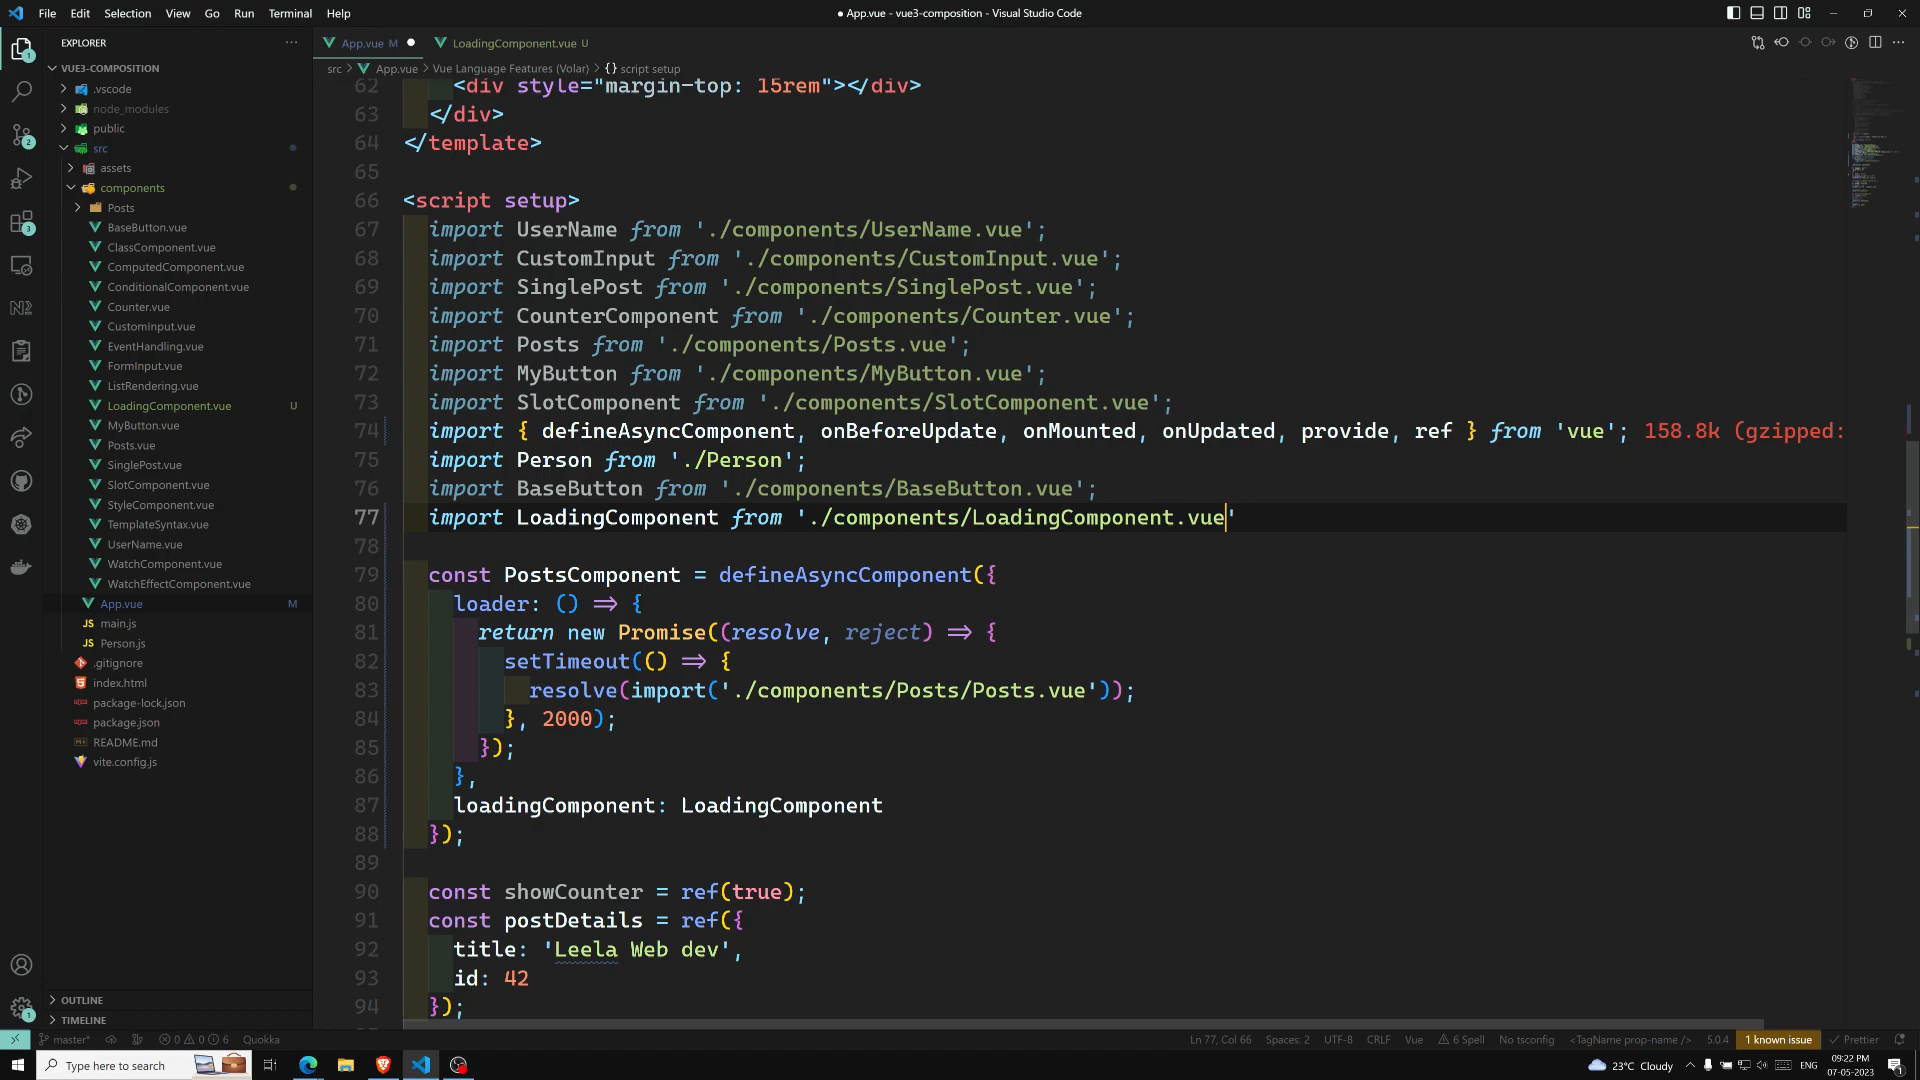 File Edit Selection View Go Run Terminal Help
● App.vue - vue3-composition - Visual Studio Code
EXPLORER
VUE3-COMPOSITION
.vscode
node_modules
public
src
assets
components
Posts
BaseButton.vue
ClassComponent.vue
ComputedComponent.vue
ConditionalComponent.vue
Counter.vue
CustomInput.vue
EventHandling.vue
FormInput.vue
ListRendering.vue
LoadingComponent.vue U
MyButton.vue
Posts.vue
SinglePost.vue
SlotComponent.vue
StyleComponent.vue
TemplateSyntax.vue
UserName.vue
WatchComponent.vue
WatchEffectComponent.vue
App.vue M
JS main.js
JS Person.js
.gitignore
index.html
package-lock.json
package.json
README.md
vite.config.js
OUTLINE
TIMELINE
App.vue M ● LoadingComponent.vue U
src > App.vue > Vue Language Features (Volar) > {} script setup
62 <div style="margin-top: 15rem"></div>
63 </div>
64 </template>
65
66 <script setup>
67 import UserName from './components/UserName.vue';
68 import CustomInput from './components/CustomInput.vue';
69 import SinglePost from './components/SinglePost.vue';
70 import CounterComponent from './components/Counter.vue';
71 import Posts from './components/Posts.vue';
72 import MyButton from './components/MyButton.vue';
73 import SlotComponent from './components/SlotComponent.vue';
74 import { defineAsyncComponent, onBeforeUpdate, onMounted, onUpdated, provide, ref } from 'vue'; 158.8k (gzipped:
75 import Person from './Person';
76 import BaseButton from './components/BaseButton.vue';
77 import LoadingComponent from './components/LoadingComponent.vue'
78
79 const PostsComponent = defineAsyncComponent({
80 loader: () => {
81 return new Promise((resolve, reject) => {
82 setTimeout(() => {
83 resolve(import('./components/Posts/Posts.vue'));
84 }, 2000);
85 });
86 },
87 loadingComponent: LoadingComponent
88 });
89
90 const showCounter = ref(true);
91 const postDetails = ref({
92 title: 'Leela Web dev',
93 id: 42
94 });
master* 0 0 6 Quokka Ln 77, Col 66 Spaces: 2 UTF-8 CRLF Vue 6 Spell No tsconfig <TagName prop-name /> 5.0.4 1 known issue Prettier
Type here to search 23°C Cloudy ENG 09:22 PM 07-05-2023